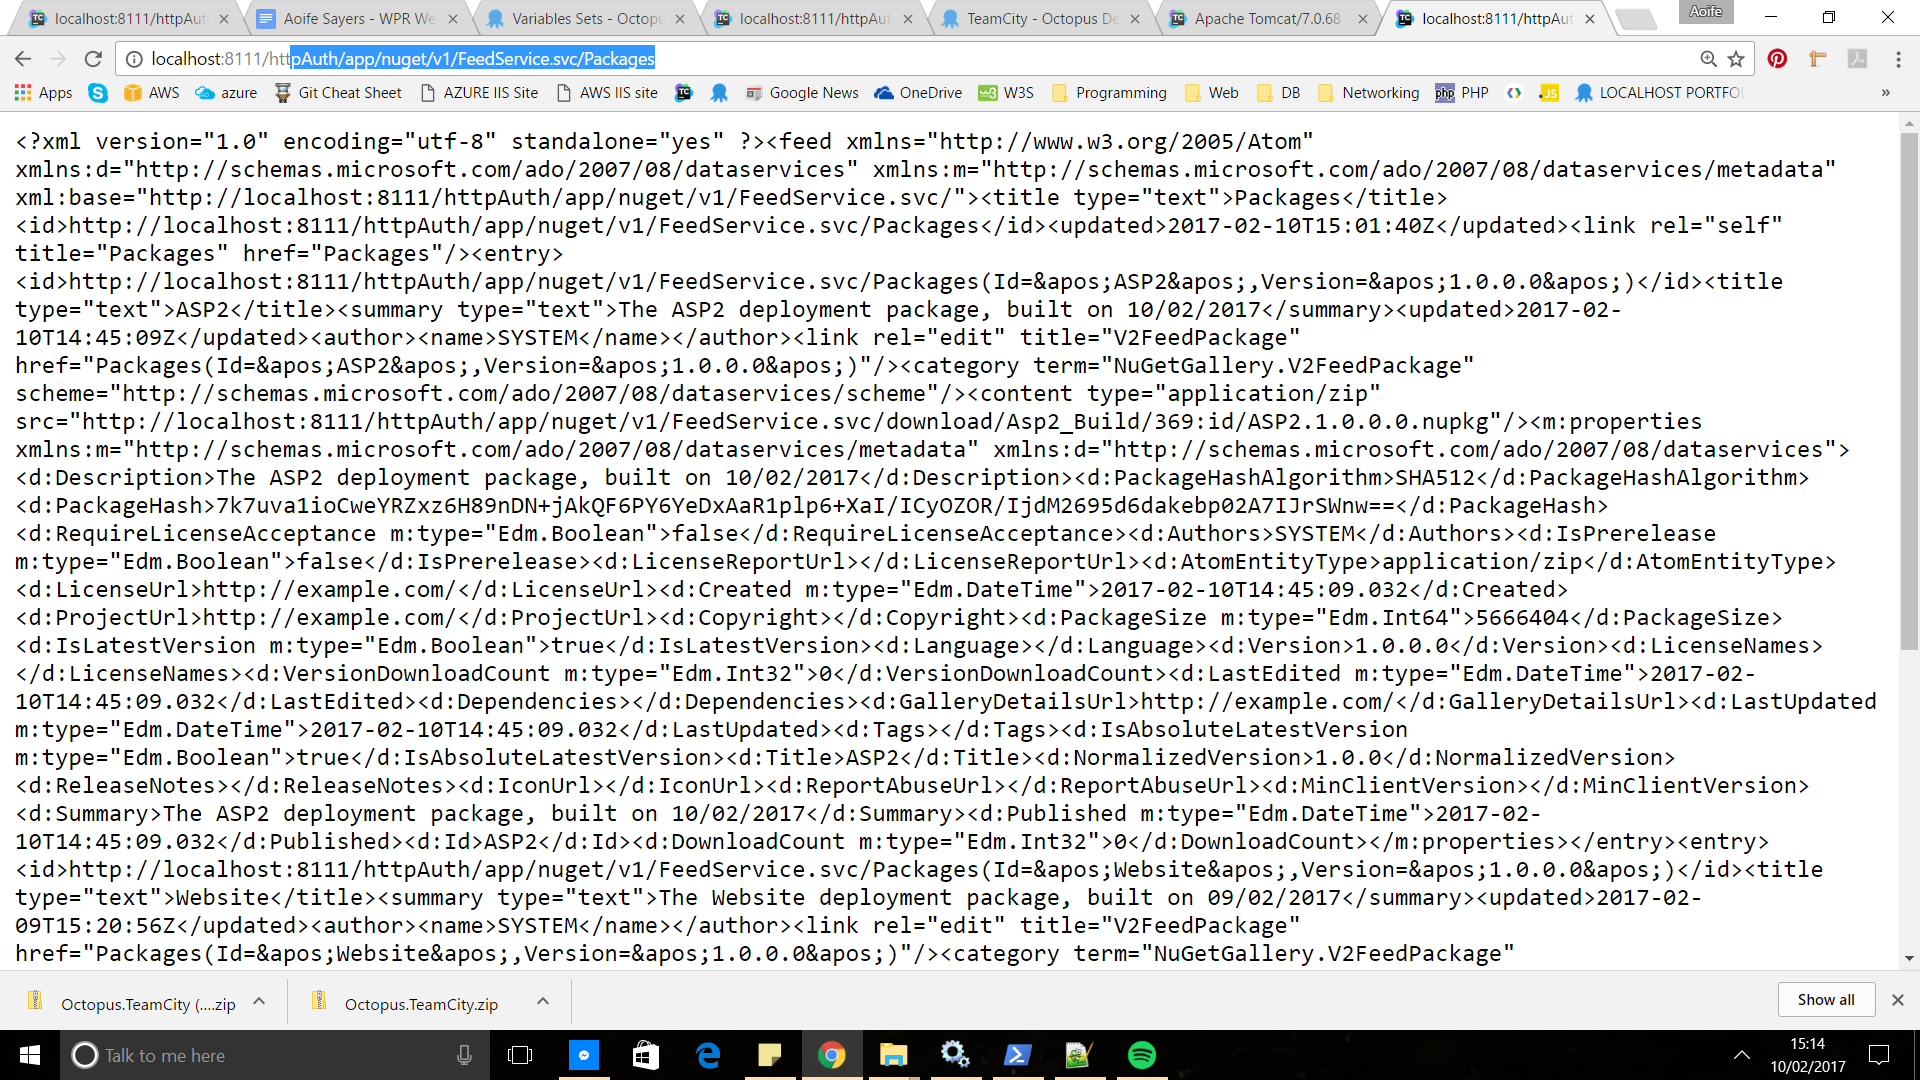 localhost:8111/httpAut
Aoife Sayers - WPR We
Variables Sets - Octopu
localhost:8111/httpAut
TeamCity - Octopus De
Apache Tomcat/7.0.68
localhost:8111/httpAut
Aoife
localhost:8111/httpAuth/app/nuget/v1/FeedService.svc/Packages
Apps
AWS
azure
Git Cheat Sheet
AZURE IIS Site
AWS IIS site
Google News
OneDrive
W3S
Programming
Web
DB
Networking
PHP
LOCALHOST PORTFO
»
<?xml version="1.0" encoding="utf-8" standalone="yes" ?><feed xmlns="http://www.w3.org/2005/Atom"
xmlns:d="http://schemas.microsoft.com/ado/2007/08/dataservices" xmlns:m="http://schemas.microsoft.com/ado/2007/08/dataservices/metadata"
xml:base="http://localhost:8111/httpAuth/app/nuget/v1/FeedService.svc/"><title type="text">Packages</title>
<id>http://localhost:8111/httpAuth/app/nuget/v1/FeedService.svc/Packages</id><updated>2017-02-10T15:01:40Z</updated><link rel="self"
title="Packages" href="Packages"/><entry>
<id>http://localhost:8111/httpAuth/app/nuget/v1/FeedService.svc/Packages(Id=&apos;ASP2&apos;,Version=&apos;1.0.0.0&apos;)</id><title
type="text">ASP2</title><summary type="text">The ASP2 deployment package, built on 10/02/2017</summary><updated>2017-02-
10T14:45:09Z</updated><author><name>SYSTEM</name></author><link rel="edit" title="V2FeedPackage"
href="Packages(Id=&apos;ASP2&apos;,Version=&apos;1.0.0.0&apos;)"/><category term="NuGetGallery.V2FeedPackage"
scheme="http://schemas.microsoft.com/ado/2007/08/dataservices/scheme"/><content type="application/zip"
src="http://localhost:8111/httpAuth/app/nuget/v1/FeedService.svc/download/Asp2_Build/369:id/ASP2.1.0.0.0.nupkg"/><m:properties
xmlns:m="http://schemas.microsoft.com/ado/2007/08/dataservices/metadata" xmlns:d="http://schemas.microsoft.com/ado/2007/08/dataservices">
<d:Description>The ASP2 deployment package, built on 10/02/2017</d:Description><d:PackageHashAlgorithm>SHA512</d:PackageHashAlgorithm>
<d:PackageHash>7k7uva1ioCweYRZxz6H89nDN+jAkQF6PY6YeDxAaR1plp6+XaI/ICyOZOR/IjdM2695d6dakebp02A7IJrSWnw==</d:PackageHash>
<d:RequireLicenseAcceptance m:type="Edm.Boolean">false</d:RequireLicenseAcceptance><d:Authors>SYSTEM</d:Authors><d:IsPrerelease
m:type="Edm.Boolean">false</d:IsPrerelease><d:LicenseReportUrl></d:LicenseReportUrl><d:AtomEntityType>application/zip</d:AtomEntityType>
<d:LicenseUrl>http://example.com/</d:LicenseUrl><d:Created m:type="Edm.DateTime">2017-02-10T14:45:09.032</d:Created>
<d:ProjectUrl>http://example.com/</d:ProjectUrl><d:Copyright></d:Copyright><d:PackageSize m:type="Edm.Int64">5666404</d:PackageSize>
<d:IsLatestVersion m:type="Edm.Boolean">true</d:IsLatestVersion><d:Language></d:Language><d:Version>1.0.0.0</d:Version><d:LicenseNames>
</d:LicenseNames><d:VersionDownloadCount m:type="Edm.Int32">0</d:VersionDownloadCount><d:LastEdited m:type="Edm.DateTime">2017-02-
10T14:45:09.032</d:LastEdited><d:Dependencies></d:Dependencies><d:GalleryDetailsUrl>http://example.com/</d:GalleryDetailsUrl><d:LastUpdated
m:type="Edm.DateTime">2017-02-10T14:45:09.032</d:LastUpdated><d:Tags></d:Tags><d:IsAbsoluteLatestVersion
m:type="Edm.Boolean">true</d:IsAbsoluteLatestVersion><d:Title>ASP2</d:Title><d:NormalizedVersion>1.0.0</d:NormalizedVersion>
<d:ReleaseNotes></d:ReleaseNotes><d:IconUrl></d:IconUrl><d:ReportAbuseUrl></d:ReportAbuseUrl><d:MinClientVersion></d:MinClientVersion>
<d:Summary>The ASP2 deployment package, built on 10/02/2017</d:Summary><d:Published m:type="Edm.DateTime">2017-02-
10T14:45:09.032</d:Published><d:Id>ASP2</d:Id><d:DownloadCount m:type="Edm.Int32">0</d:DownloadCount></m:properties></entry><entry>
<id>http://localhost:8111/httpAuth/app/nuget/v1/FeedService.svc/Packages(Id=&apos;Website&apos;,Version=&apos;1.0.0.0&apos;)</id><title
type="text">Website</title><summary type="text">The Website deployment package, built on 09/02/2017</summary><updated>2017-02-
09T15:20:56Z</updated><author><name>SYSTEM</name></author><link rel="edit" title="V2FeedPackage"
href="Packages(Id=&apos;Website&apos;,Version=&apos;1.0.0.0&apos;)"/><category term="NuGetGallery.V2FeedPackage"
Octopus.TeamCity (....zip
Octopus.TeamCity.zip
Show all
Talk to me here
15:14
10/02/2017